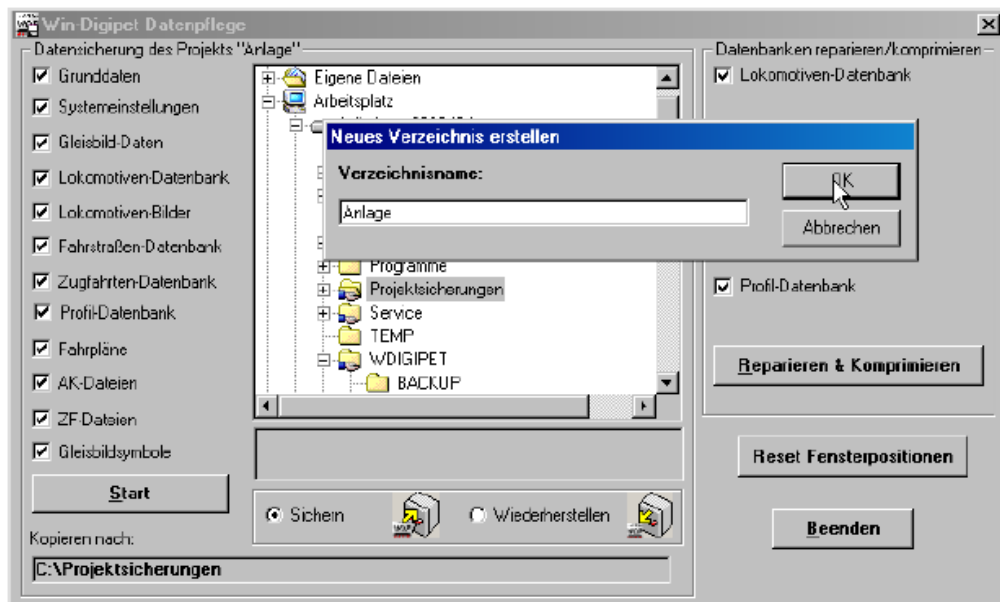 Win-Digipet Datenpflege
Datensicherung des Projekts "Anlage"
Grunddaten
Systemeinstellungen
Gleisbild-Daten
Lokomotiven-Datenbank
Lokomotiven-Bilder
Fahrstraßen-Datenbank
Zugfahrten-Datenbank
Profil-Datenbank
Fahrpläne
AK-Dateien
ZF-Dateien
Gleisbildsymbole
Start
Kopieren nach:
C:\Projektsicherungen
Eigene Dateien
Arbeitsplatz
Neues Verzeichnis erstellen
Verzeichnisname:
Anlage
OK
Abbrechen
Programme
Projektsicherungen
Service
TEMP
WDIGIPET
BACKUP
Sichern
Wiederherstellen
Datenbanken reparieren/komprimieren
Lokomotiven-Datenbank
Profil-Datenbank
Reparieren & Komprimieren
Reset Fensterpositionen
Beenden